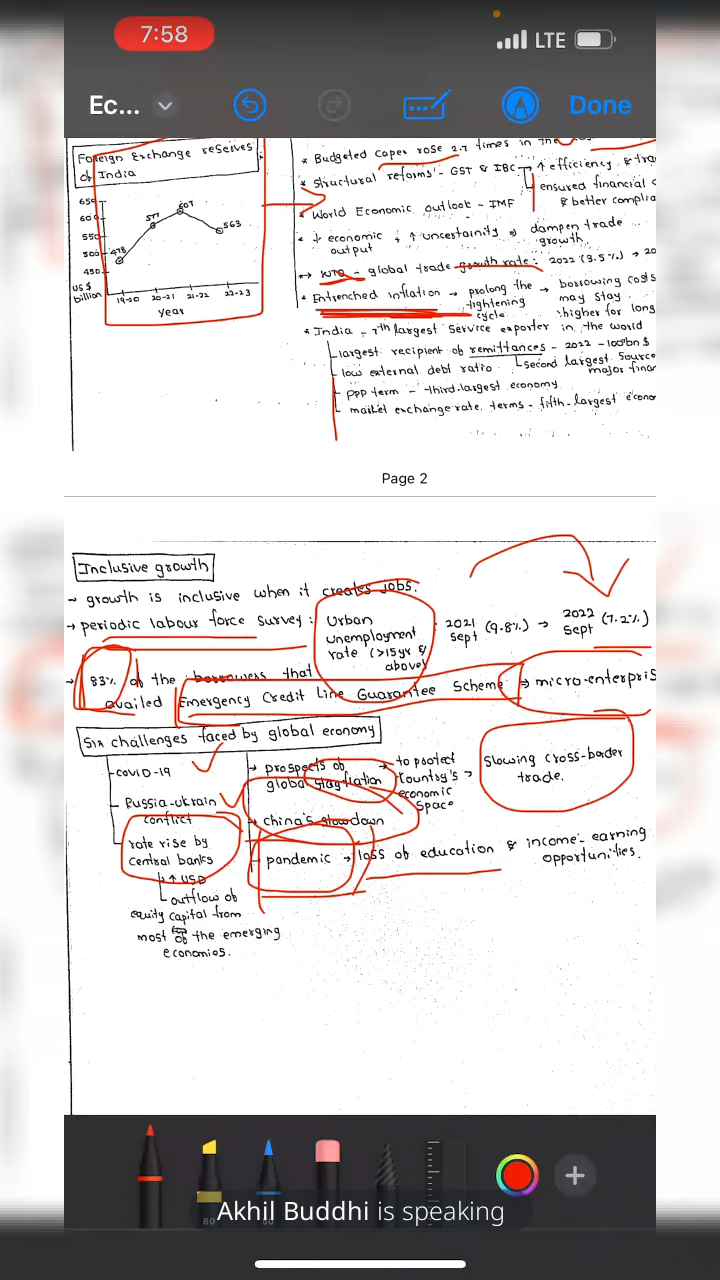 7:58
LTE
Ec...
Done
Foreign Exchange reserves
of India
650
600
550
500
450
US $
billion
478
577
607
563
19-20 20-21 21-22 22-23
year
* Budgeted capex rose 2.7 times in the
* Structural reforms - GST & IBC → ↑ efficiency &
ensured financial
& better complia
* World Economic outlook - IMF
* ↓ economic output + ↑ uncertainity ⇒ dampen trade growth
↦ WTO - global trade growth rate: 2022 (3.5%) → 20
* Entrenched inflation → prolong the tightening cycle → borrowing costs may stay higher for long
* India - 7th largest service exporter in the world
largest recipient of remittances - 2022 - 100bn $
low external debt ratio
second largest source
major finan
PPP term - third largest economy
market exchange rate terms - fifth-largest econo
Page 2
Inclusive growth
→ growth is inclusive when it creates jobs.
→ periodic labour force survey: Urban unemployment rate (>15yr & above) : 2021 sept (9.8%) → 2022 sept (7.2%)
→ 83% of the borrowers that
availed Emergency Credit Line Guarantee Scheme → micro-enterpris
Six challenges faced by global economy
COVID-19
Russia-ukrain
conflict
rate rise by
central banks
↑ USD
outflow of
equity capital from
most of the emerging
economies.
prospects of
global stagflation
→ to protect
country's
economic
space
→ Slowing cross-border
trade.
china's slowdown
pandemic → loss of education & income-earning
opportunities.
80
50
Akhil Buddhi is speaking